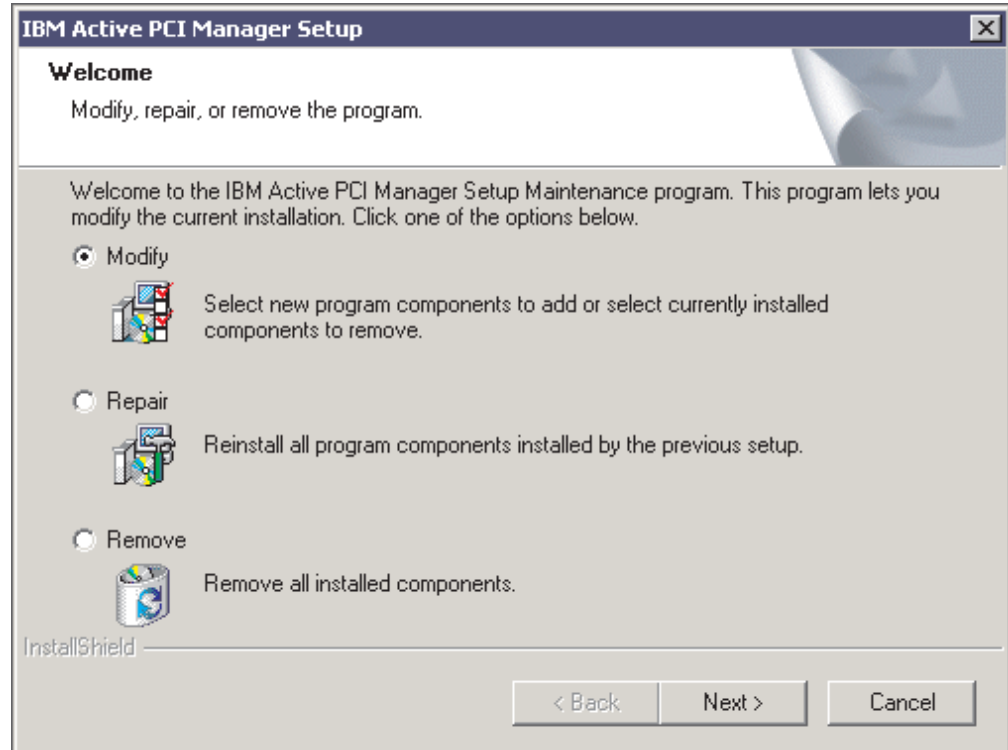 IBM Active PCI Manager Setup
Welcome
Modify, repair, or remove the program.
Welcome to the IBM Active PCI Manager Setup Maintenance program. This program lets you
modify the current installation. Click one of the options below.
Modify
Select new program components to add or select currently installed
components to remove.
Repair
Reinstall all program components installed by the previous setup.
Remove
Remove all installed components.
InstallShield
< Back
Next >
Cancel